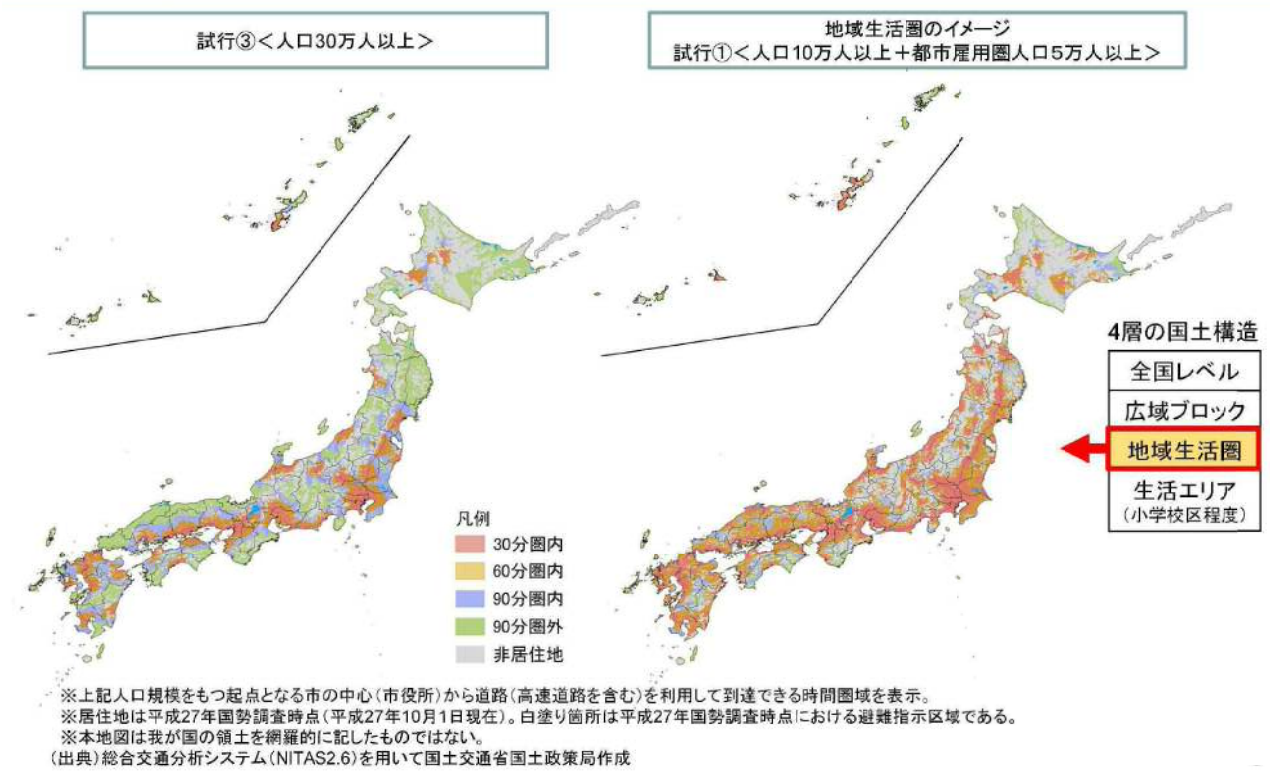 試行③＜人口30万人以上＞
地域生活圏のイメージ
試行①＜人口10万人以上＋都市雇用圏人口5万人以上＞
4層の国土構造
全国レベル
広域ブロック
地域生活圏
生活エリア
（小学校区程度）
凡例
30分圏内
60分圏内
90分圏内
90分圏外
非居住地
※上記人口規模をもつ起点となる市の中心（市役所）から道路（高速道路を含む）を利用して到達できる時間圏域を表示。
※居住地は平成27年国勢調査時点（平成27年10月1日現在）。白塗り箇所は平成27年国勢調査時点における避難指示区域である。
※本地図は我が国の領土を網羅的に記したものではない。
（出典）総合交通分析システム（NITAS2.6）を用いて国土交通省国土政策局作成